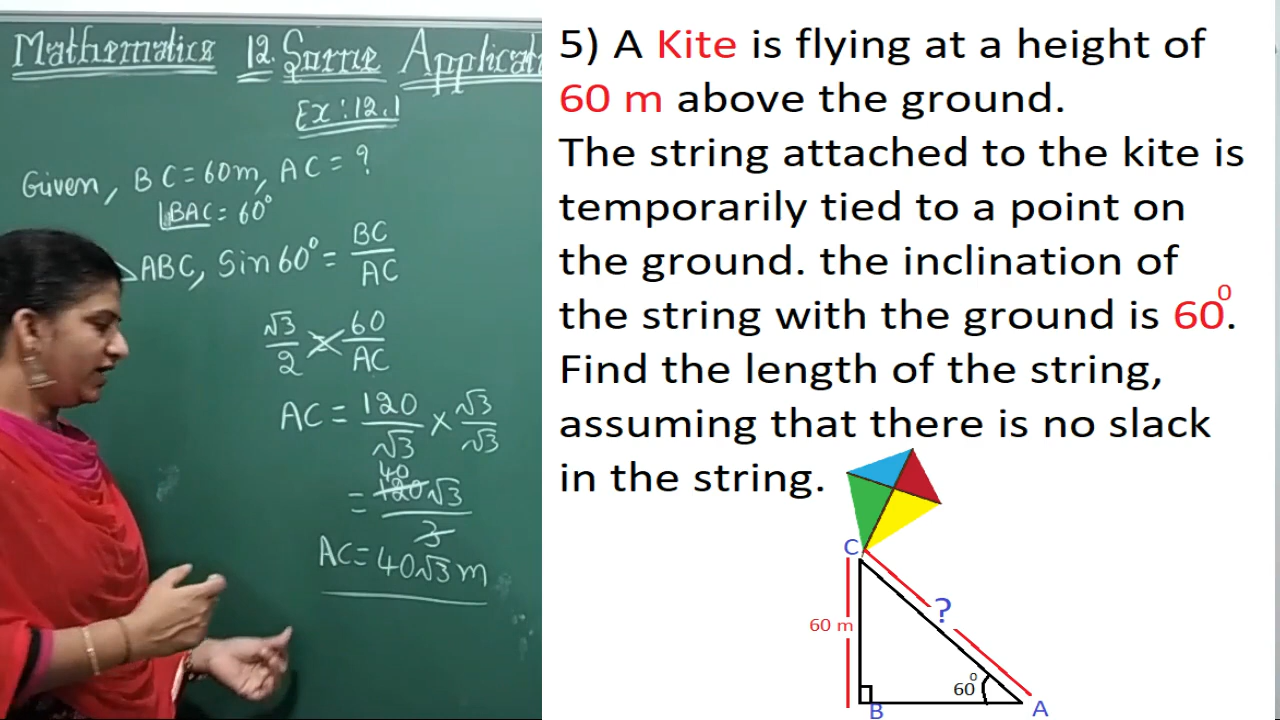 Mathematics 12. Some Applicati
Ex: 12.1
Given, BC = 60m, AC = ?
∠BAC = 60°
ABC, Sin 60° = BC/AC
√3/2 × 60/AC
AC = 120/√3 × √3/√3
40
= 120√3/3
AC = 40√3 m
5) A Kite is flying at a height of
60 m above the ground.
The string attached to the kite is
temporarily tied to a point on
the ground. the inclination of
the string with the ground is 60°.
Find the length of the string,
assuming that there is no slack
in the string.
C
?
60 m
60°
B
A